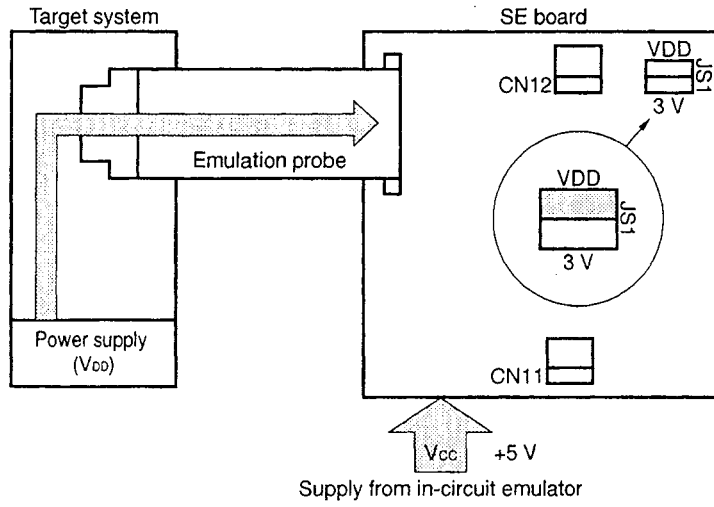 Target system
SE board
VDD
JS1
3 V
CN12
Emulation probe
VDD
JS1
3 V
Power supply
(VDD)
CN11
Vcc
+5 V
Supply from in-circuit emulator